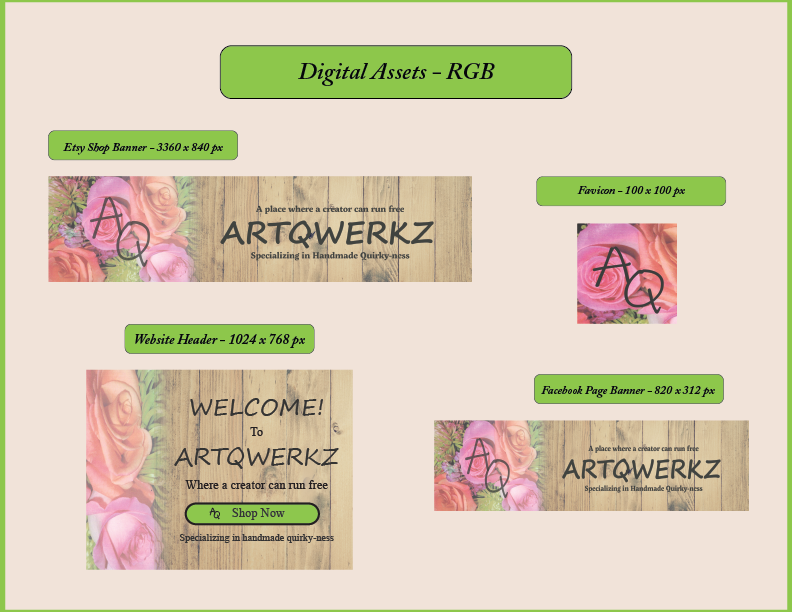 Digital Assets - RGB
Etsy Shop Banner - 3360 x 840 px
AQ
A place where a creator can run free
ARTQWERKZ
Specializing in Handmade Quirky-ness
Favicon - 100 x 100 px
AQ
Website Header - 1024 x 768 px
WELCOME!
To
ARTQWERKZ
Where a creator can run free
AQ Shop Now
Specializing in handmade quirky-ness
Facebook Page Banner - 820 x 312 px
AQ
A place where a creator can run free
ARTQWERKZ
Specializing in Handmade Quirky-ness